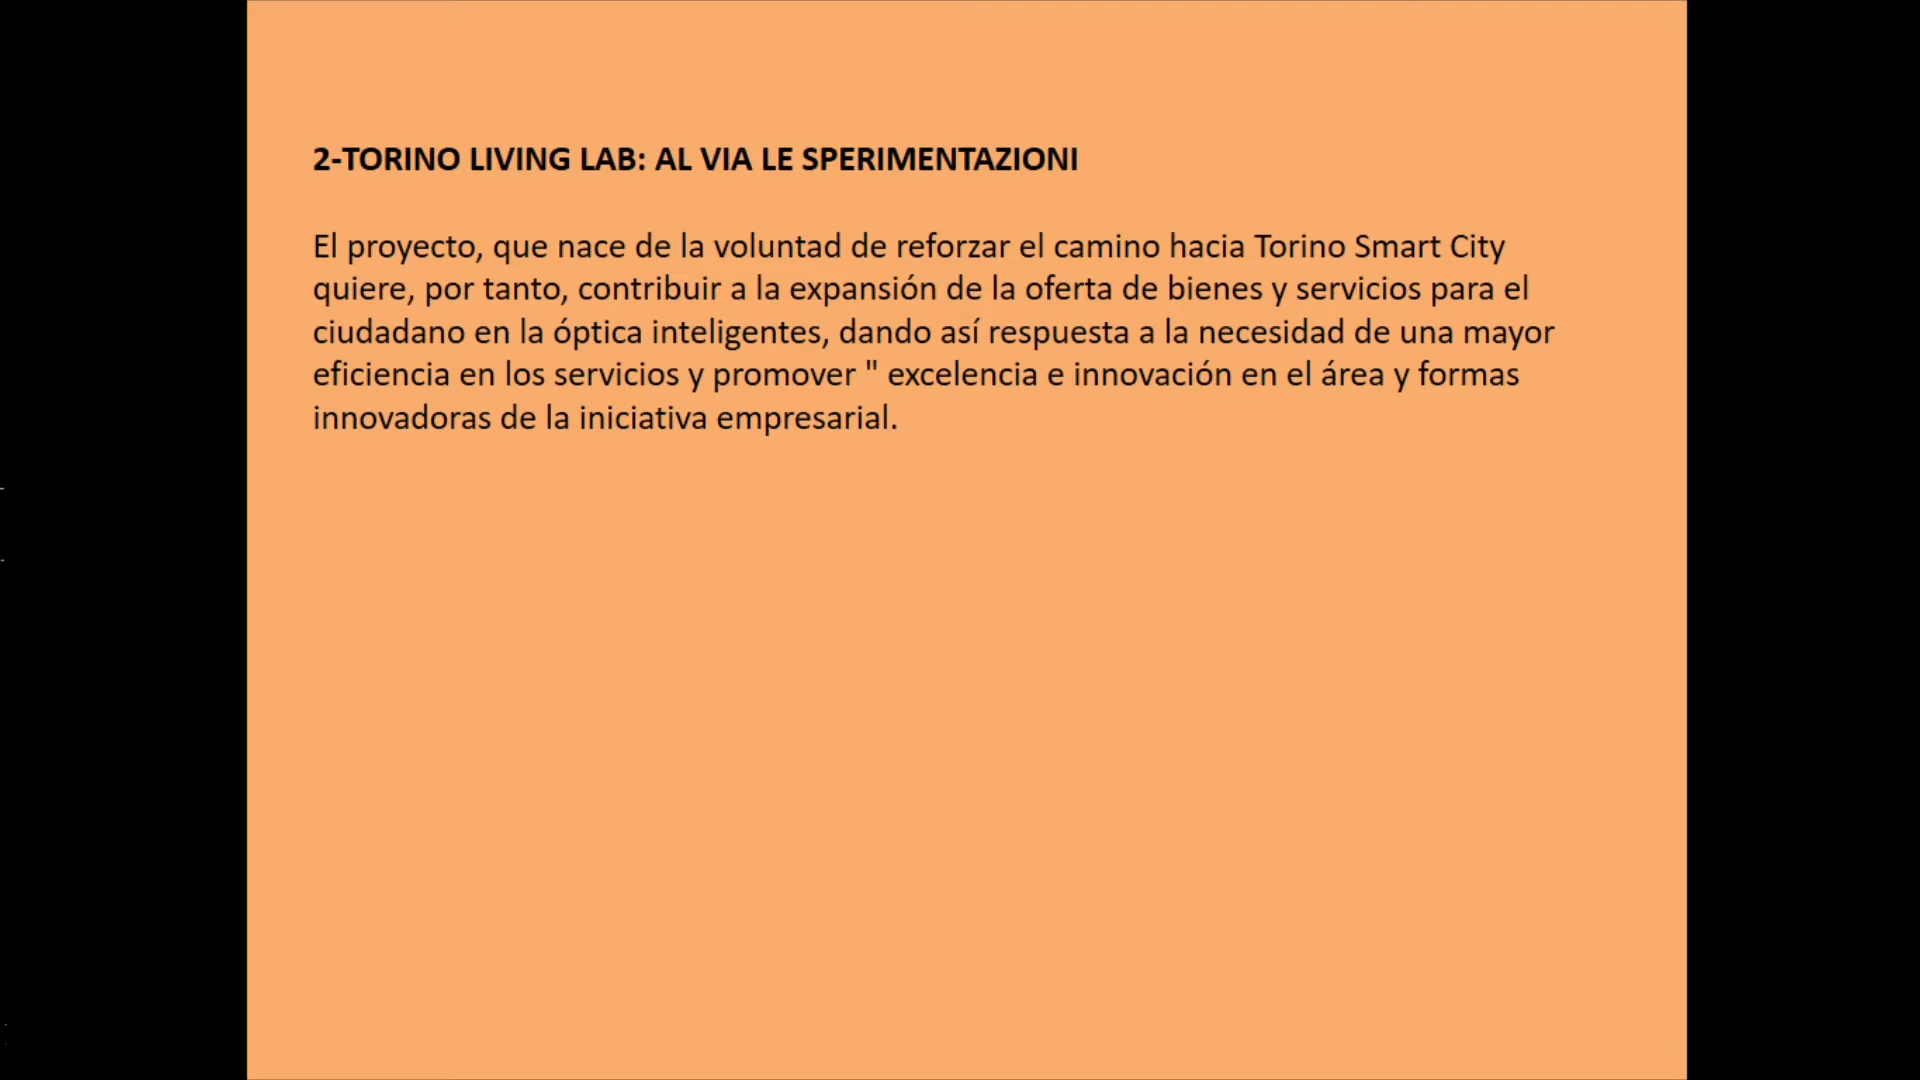 2-TORINO LIVING LAB: AL VIA LE SPERIMENTAZIONI
El proyecto, que nace de la voluntad de reforzar el camino hacia Torino Smart City
quiere, por tanto, contribuir a la expansión de la oferta de bienes y servicios para el
ciudadano en la óptica inteligentes, dando así respuesta a la necesidad de una mayor
eficiencia en los servicios y promover " excelencia e innovación en el área y formas
innovadoras de la iniciativa empresarial.